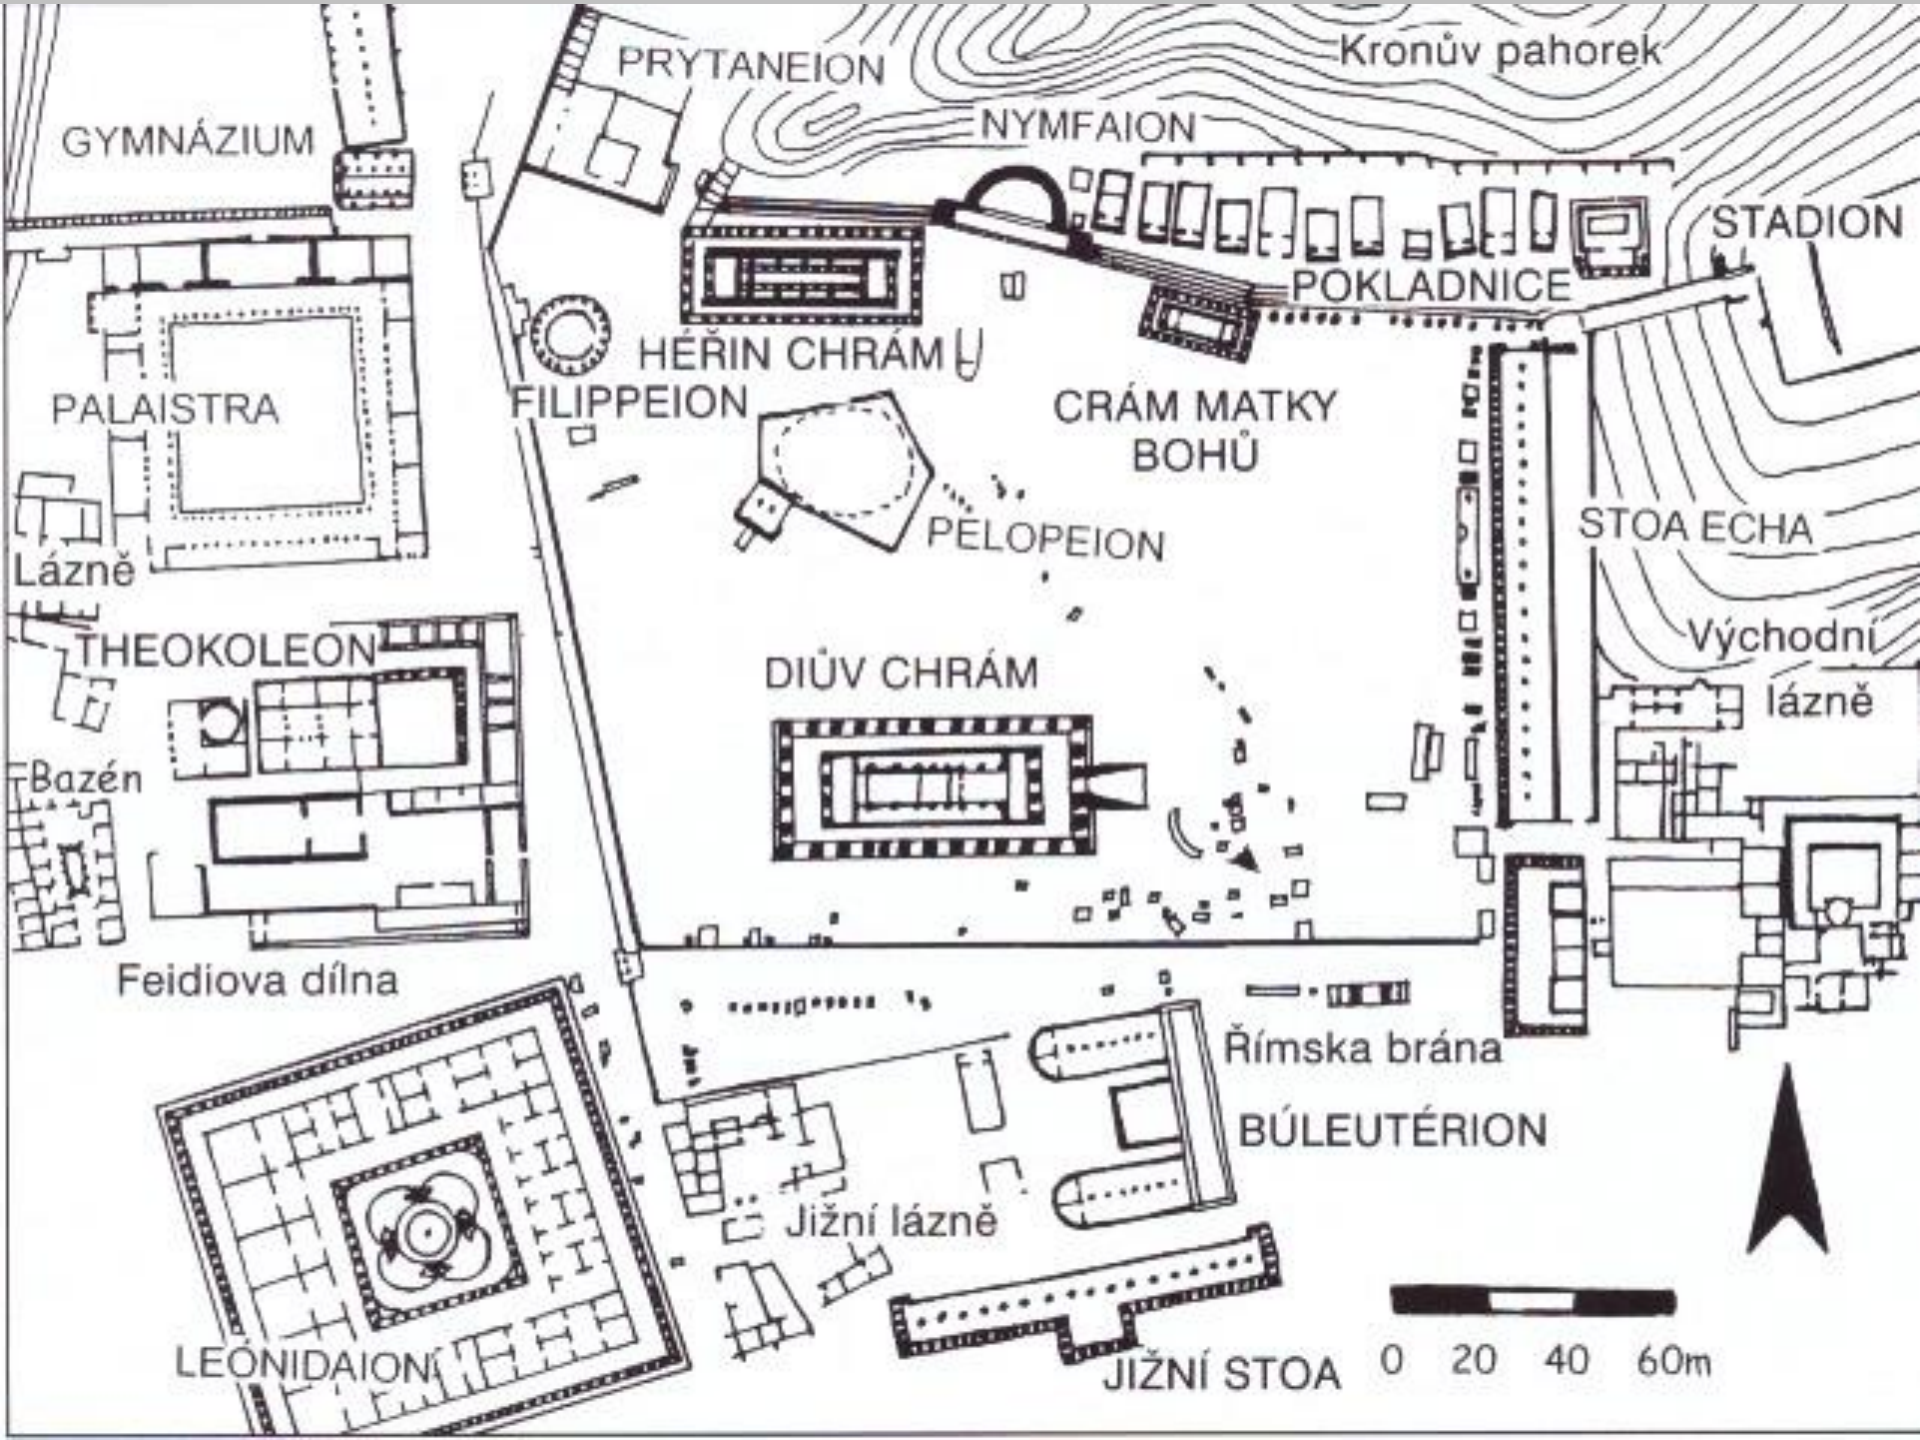 PRYTANEION
Kronův pahorek
GYMNÁZIUM
NYMFAION
STADION
POKLADNICE
HÉŘIN CHRÁM
FILIPPEION
PALAISTRA
CRÁM MATKY
BOHŮ
PELOPEION
STOA ECHA
Lázně
THEOKOLEON
DIŮV CHRÁM
Východní
lázně
Bazén
Feidiova dílna
Římska brána
BÚLEUTÉRION
Jižní lázně
LEÓNIDAION
JIŽNÍ STOA
0 20 40 60m